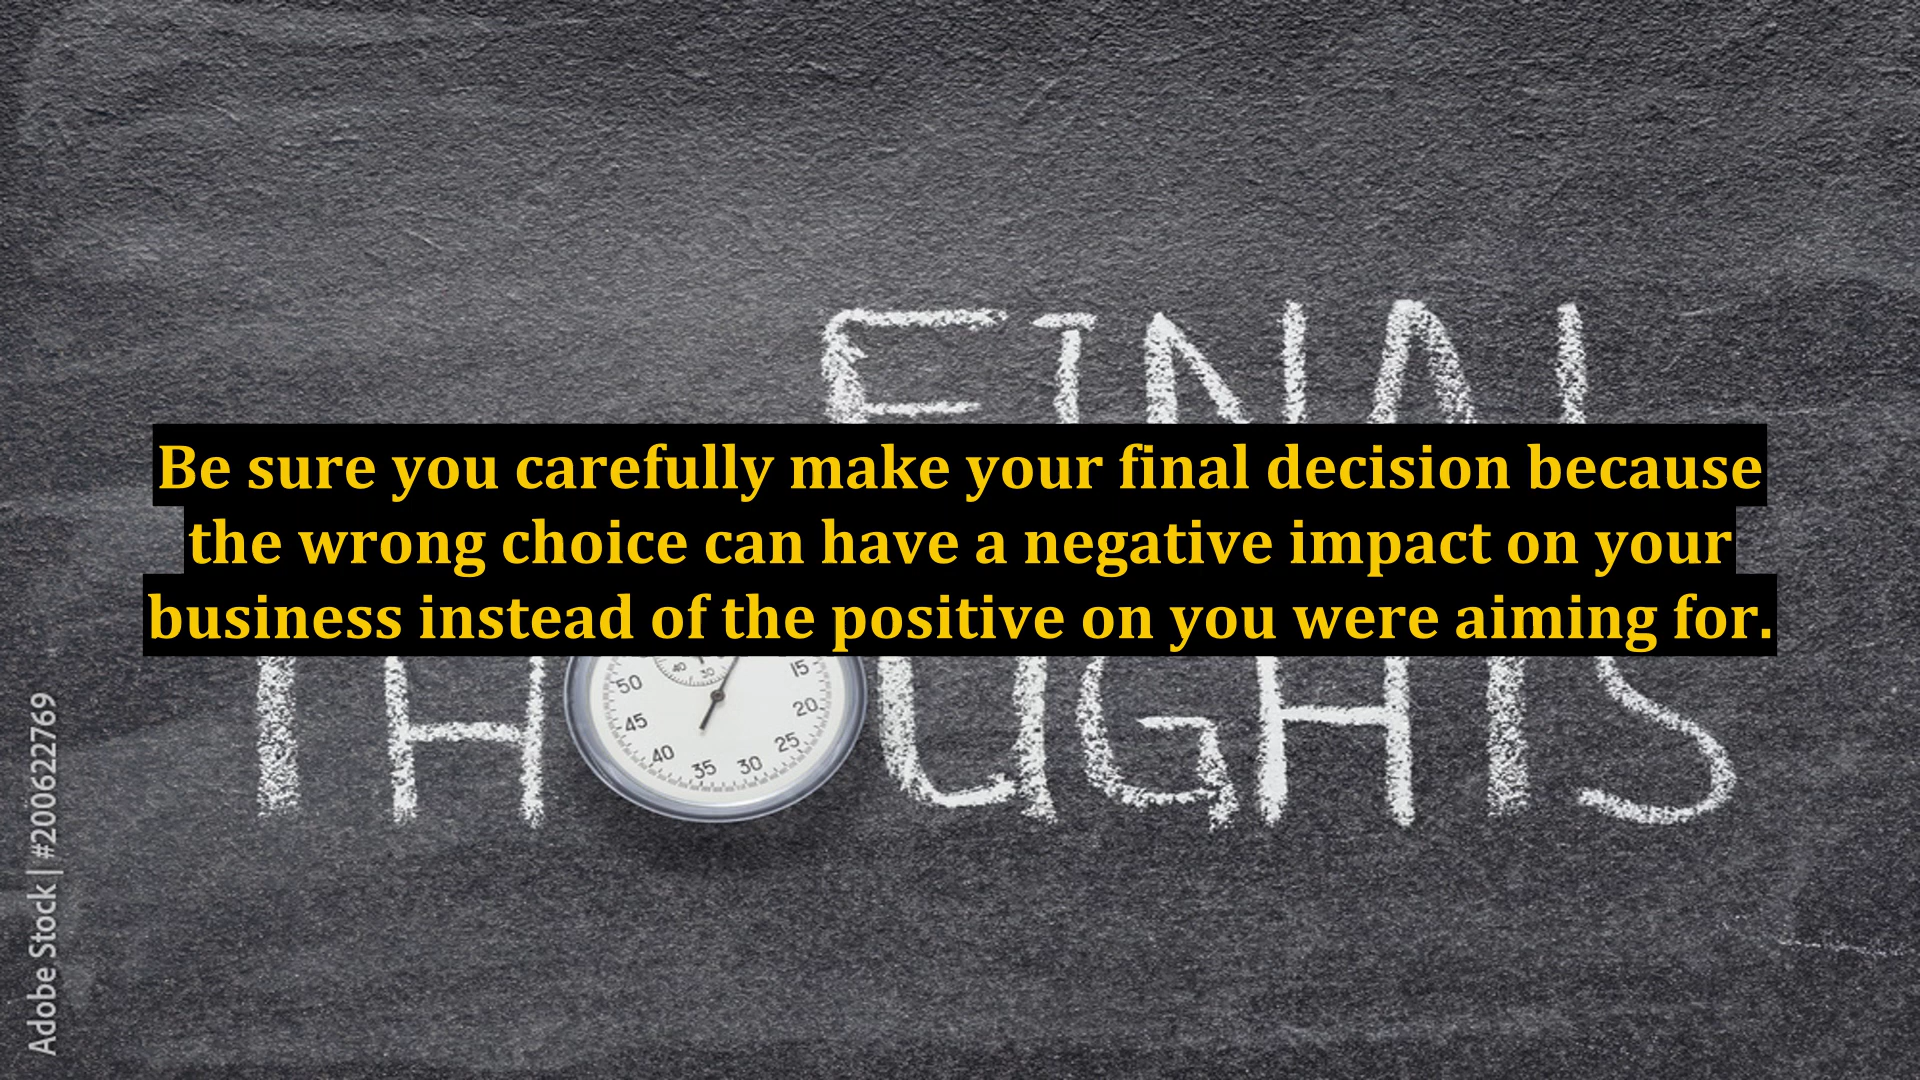 FINAL
Be sure you carefully make your final decision because
the wrong choice can have a negative impact on your
business instead of the positive on you were aiming for.
THOUGHTS
50
45
40
35
30
25
20
15
40
30
Adobe Stock | #200622769